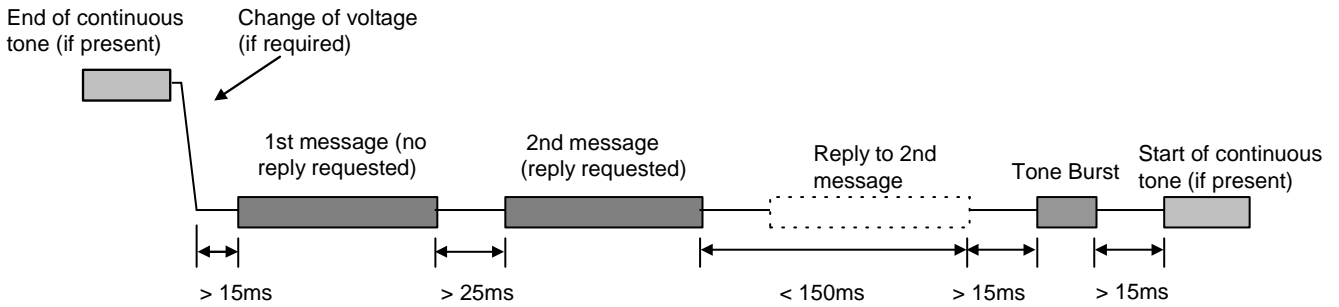 End of continuous
tone (if present)
Change of voltage
(if required)
1st message (no
reply requested)
2nd message
(reply requested)
Reply to 2nd
message
Tone Burst
Start of continuous
tone (if present)
> 15ms
> 25ms
< 150ms
> 15ms
> 15ms